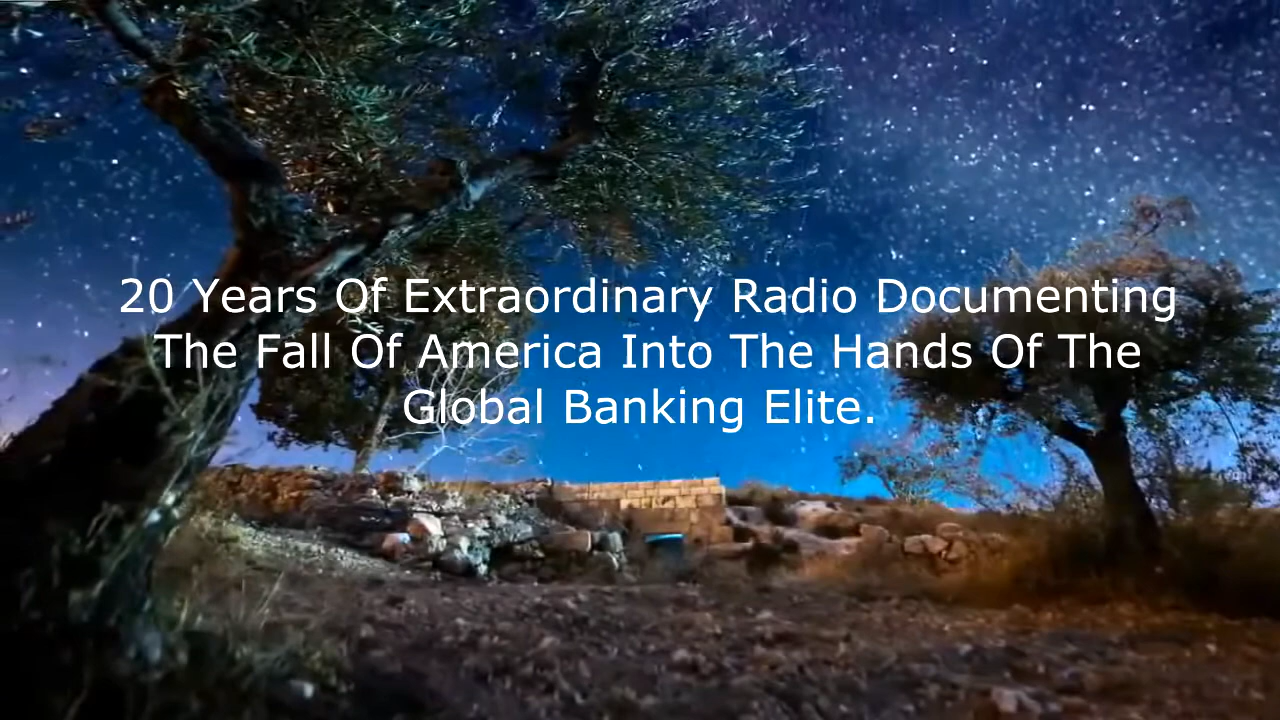 20 Years Of Extraordinary Radio Documenting
The Fall Of America Into The Hands Of The
Global Banking Elite.